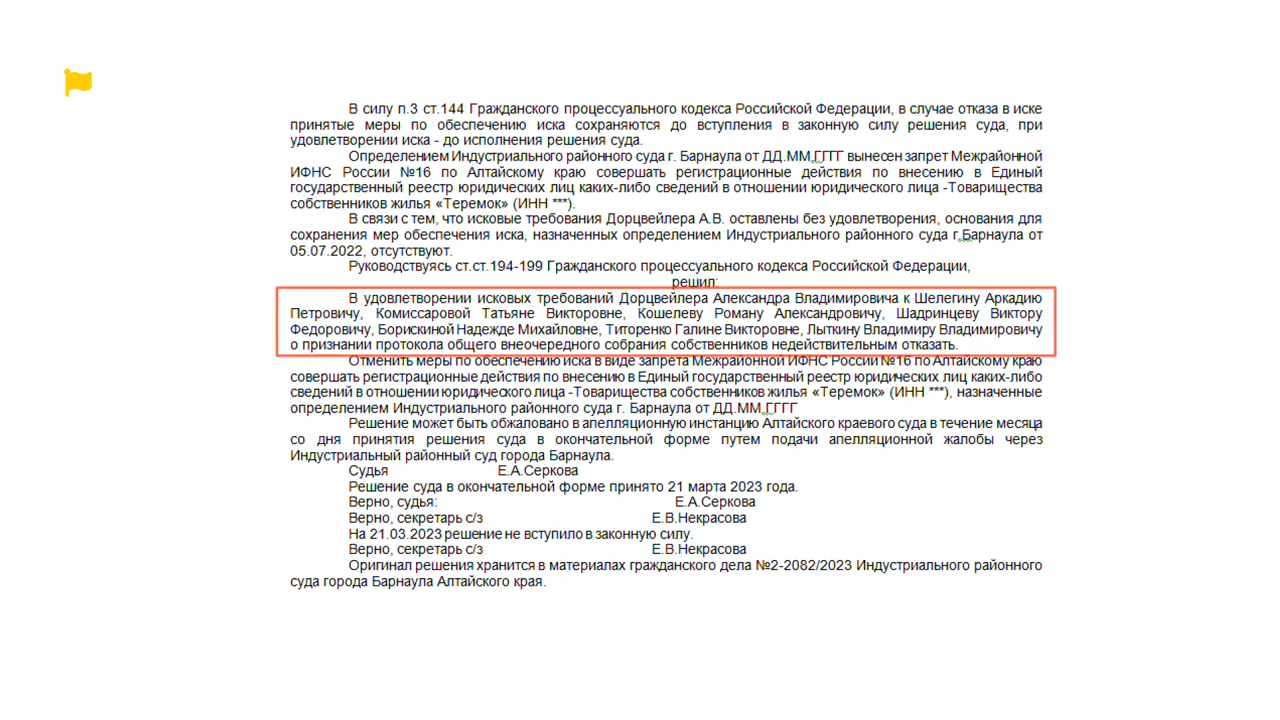 В силу п.3 ст.144 Гражданского процессуального кодекса Российской Федерации, в случае отказа в иске
принятые меры по обеспечению иска сохраняются до вступления в законную силу решения суда, при
удовлетворении иска - до исполнения решения суда.
Определением Индустриального районного суда г. Барнаула от ДД.ММ.ГГГГ вынесен запрет Межрайонной
ИФНС России №16 по Алтайскому краю совершать регистрационные действия по внесению в Единый
государственный реестр юридических лиц каких-либо сведений в отношении юридического лица -Товарищества
собственников жилья «Теремок» (ИНН ***).
В связи с тем, что исковые требования Дорцвейлера А.В. оставлены без удовлетворения, основания для
сохранения мер обеспечения иска, назначенных определением Индустриального районного суда г.Барнаула от
05.07.2022, отсутствуют.
Руководствуясь ст.ст.194-199 Гражданского процессуального кодекса Российской Федерации,
решил:
В удовлетворении исковых требований Дорцвейлера Александра Владимировича к Шелегину Аркадию
Петровичу, Комиссаровой Татьяне Викторовне, Кошелеву Роману Александровичу, Шадринцеву Виктору
Федоровичу, Борискиной Надежде Михайловне, Титоренко Галине Викторовне, Лыткину Владимиру Владимировичу
о признании протокола общего внеочередного собрания собственников недействительным отказать.
Отменить меры по обеспечению иска в виде запрета Межрайонной ИФНС России №16 по Алтайскому краю
совершать регистрационные действия по внесению в Единый государственный реестр юридических лиц каких-либо
сведений в отношении юридического лица -Товарищества собственников жилья «Теремок» (ИНН ***), назначенные
определением Индустриального районного суда г. Барнаула от ДД.ММ.ГГГГ
Решение может быть обжаловано в апелляционную инстанцию Алтайского краевого суда в течение месяца
со дня принятия решения суда в окончательной форме путем подачи апелляционной жалобы через
Индустриальный районный суд города Барнаула.
Судья Е.А.Серкова
Решение суда в окончательной форме принято 21 марта 2023 года.
Верно, судья: Е.А.Серкова
Верно, секретарь с/з Е.В.Некрасова
На 21.03.2023 решение не вступило в законную силу.
Верно, секретарь с/з Е.В.Некрасова
Оригинал решения хранится в материалах гражданского дела №2-2082/2023 Индустриального районного
суда города Барнаула Алтайского края.